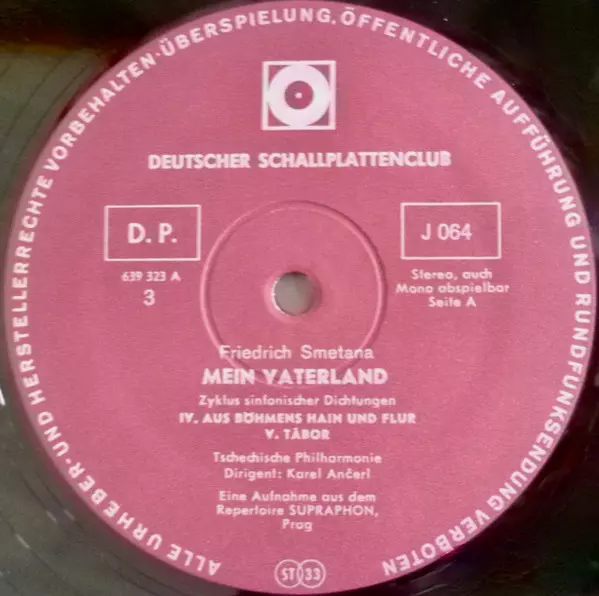 ALLE URHEBER- UND HERSTELLERRECHTE VORBEHALTEN · ÜBERSPIELUNG, ÖFFENTLICHE AUFFÜHRUNG UND RUNDFUNKSENDUNG VERBOTEN
DEUTSCHER SCHALLPLATTENCLUB
D. P.
J 064
639 323 A
3
Stereo, auch
Mono abspielbar
Seite A
Friedrich Smetana
MEIN VATERLAND
Zyklus sinfonischer Dichtungen
IV. AUS BÖHMENS HAIN UND FLUR
V. TÁBOR
Tschechische Philharmonie
Dirigent: Karel Ančerl
Eine Aufnahme aus dem
Repertoire SUPRAPHON,
Prag
ST 33